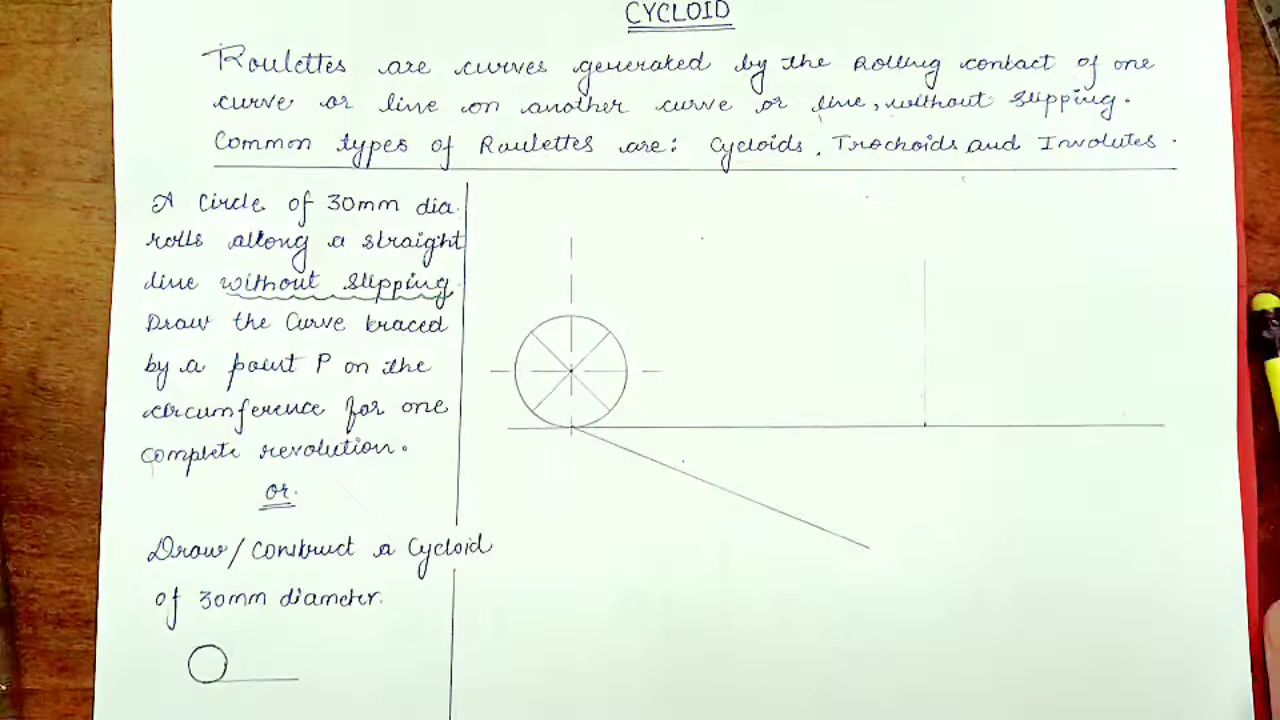 CYCLOID
Roulettes are curves generated by the Rolling contact of one
curve or line on another curve or line, without slipping.
Common types of Roulettes are: Cycloids, Trochoids and Involutes.
A Circle of 30mm dia.
rolls allong a straight
line without slipping.
Draw the Curve traced
by a point P on the
circumference for one
complete revolution.
or.
Draw/construct a Cycloid
of 30mm diameter.